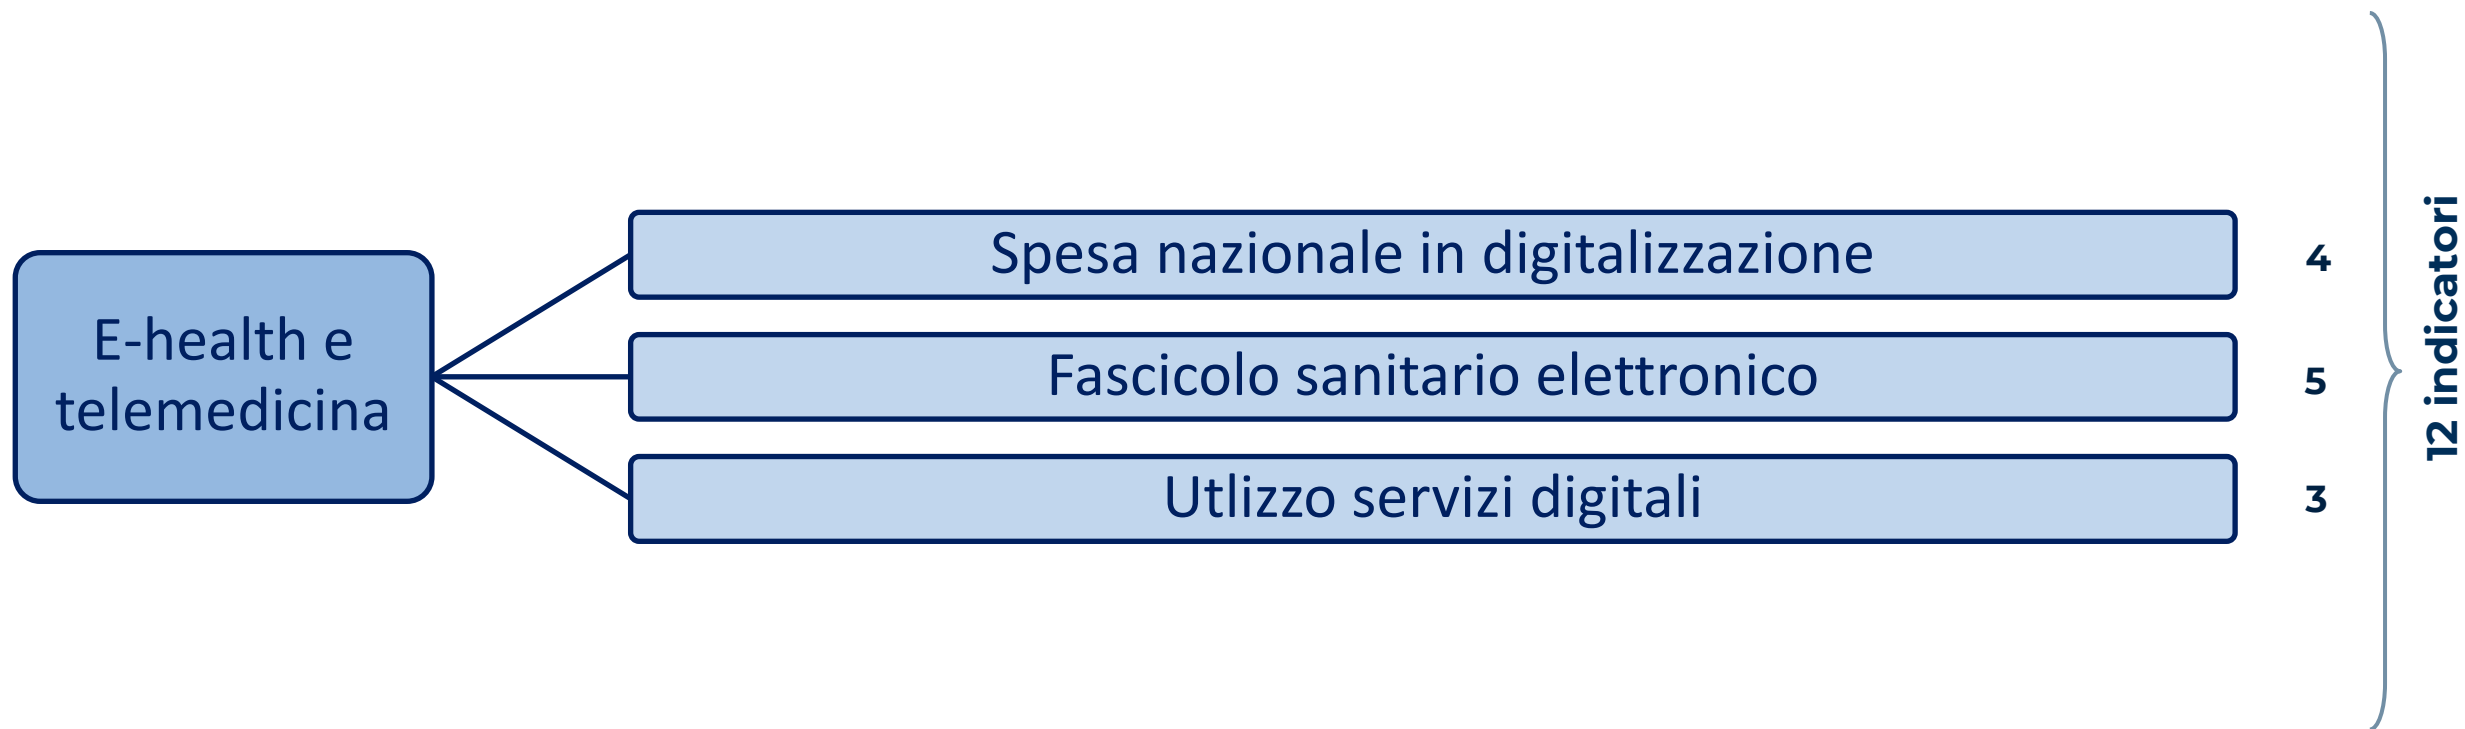 E-health e
telemedicina
Spesa nazionale in digitalizzazione
4
Fascicolo sanitario elettronico
5
Utlizzo servizi digitali
3
12 indicatori